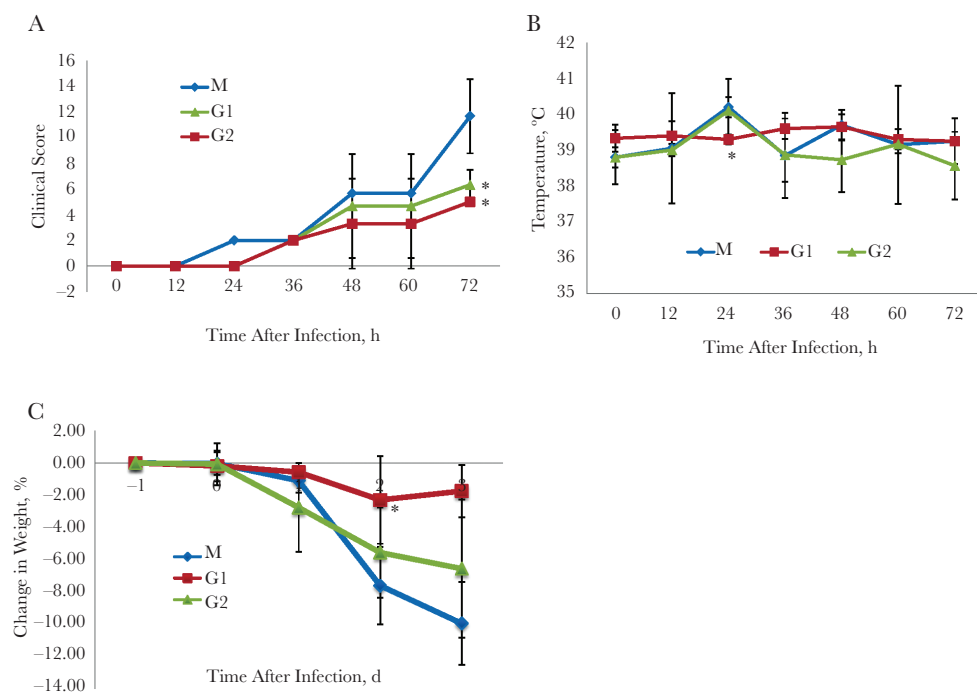 A
Clinical Score
16
14
12
10
8
6
4
2
0
–2
M
G1
G2
*
*
0 12 24 36 48 60 72
Time After Infection, h
B
Temperature, °C
42
41
40
39
38
37
36
35
*
M G1 G2
0 12 24 36 48 60 72
Time After Infection, h
C
Change in Weight, %
2.00
0.00
–2.00
–4.00
–6.00
–8.00
–10.00
–12.00
–14.00
–1 0 2 3
*
M
G1
G2
Time After Infection, d